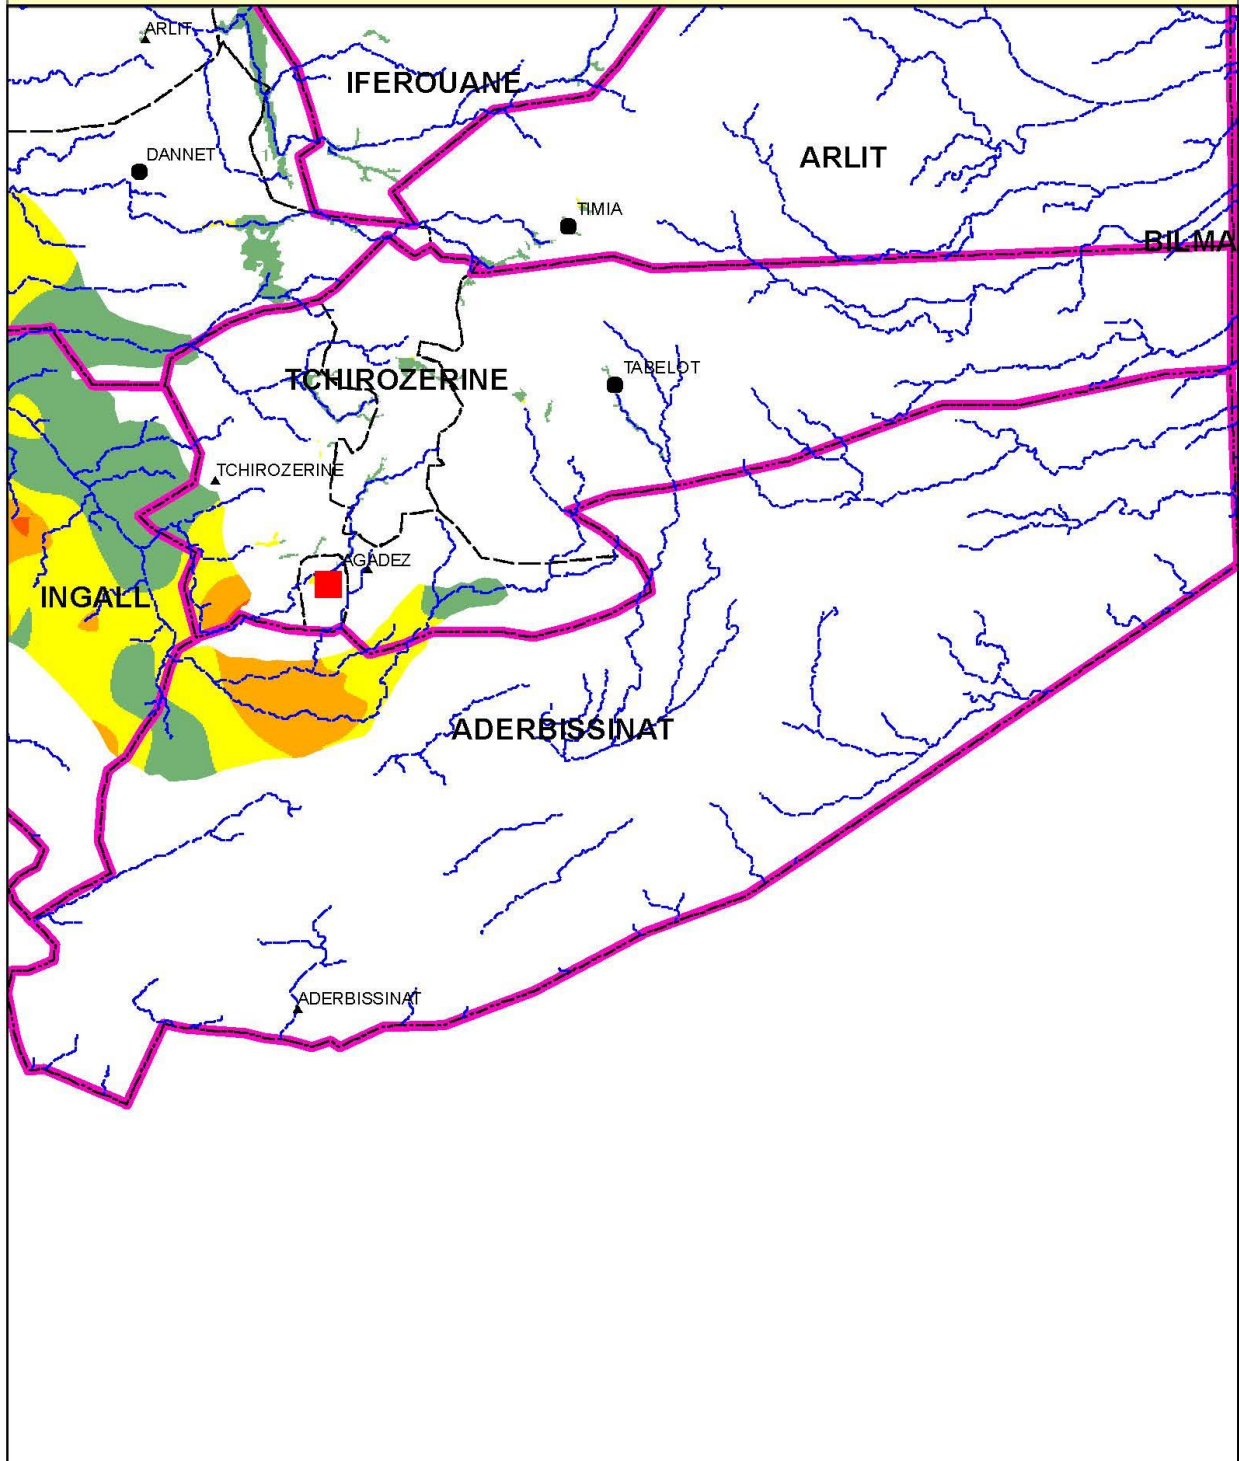 ARLIT
IFEROUANE
DANNET
ARLIT
TIMIA
BILMA
TABELOT
TCHIROZERINE
TCHIROZERINE
AGADEZ
INGALL
ADERBISSINAT
ADERBISSINAT